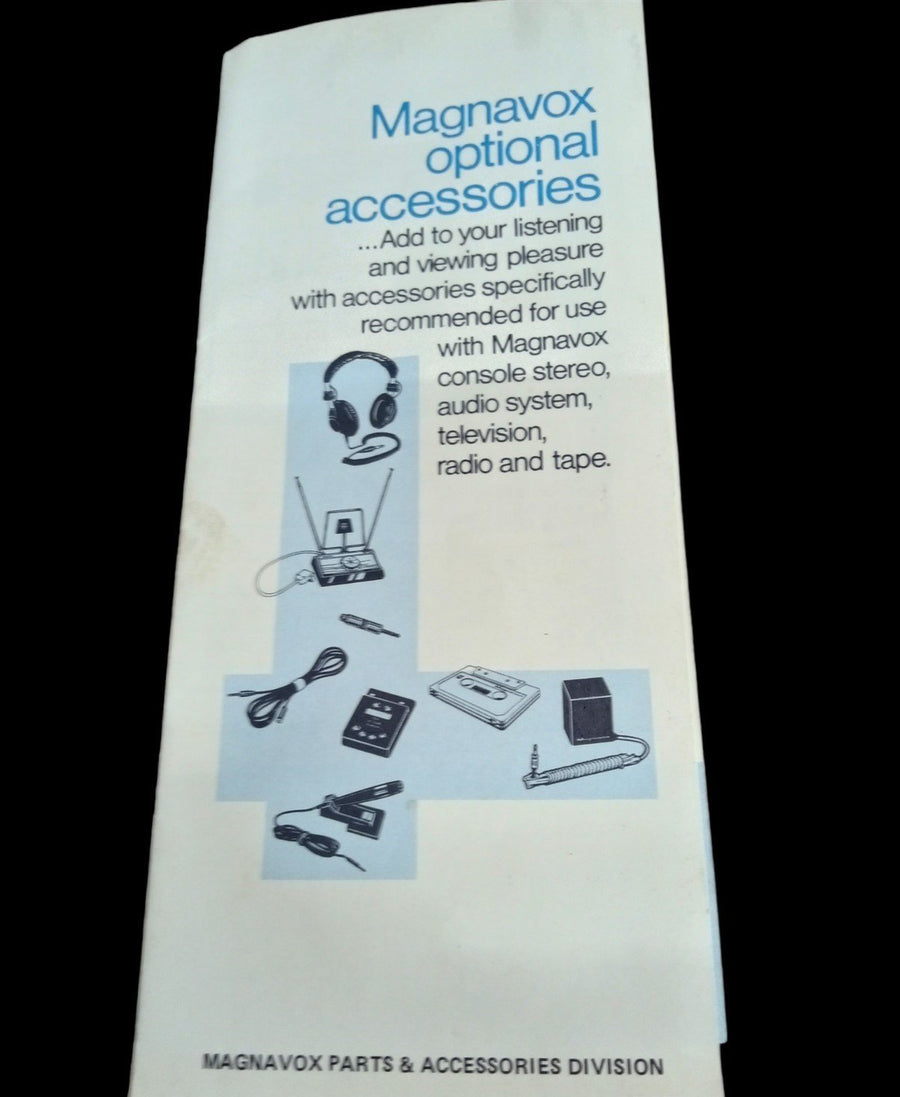 Magnavox
optional
accessories
...Add to your listening
and viewing pleasure
with accessories specifically
recommended for use
with Magnavox
console stereo,
audio system,
television,
radio and tape.
MAGNAVOX PARTS & ACCESSORIES DIVISION